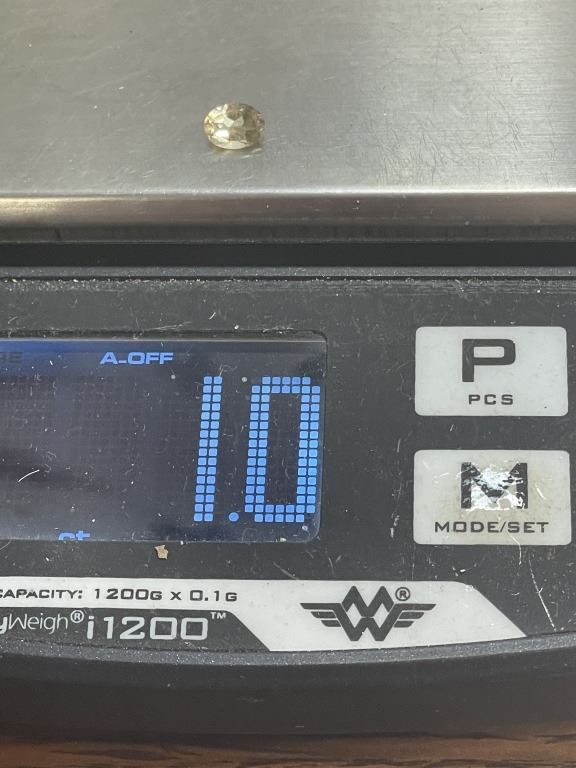 A-OFF
1.0
ct
P
PCS
M
MODE/SET
CAPACITY: 1200G X 0.1G
yWeigh® i1200™
®